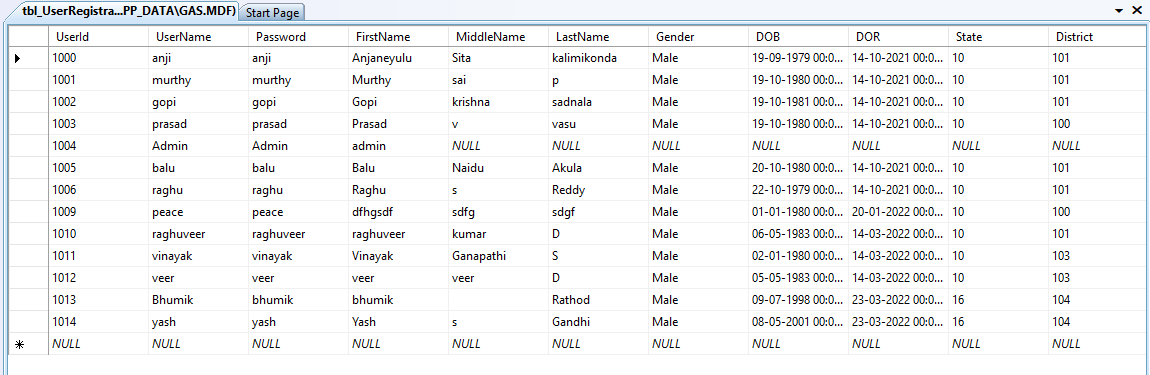 tbl_UserRegistra...PP_DATA\GAS.MDF) Start Page
UserId UserName Password FirstName MiddleName LastName Gender DOB DOR State District
1000 anji anji Anjaneyulu Sita kalimikonda Male 19-09-1979 00:0... 14-10-2021 00:0... 10 101
1001 murthy murthy Murthy sai p Male 19-10-1980 00:0... 14-10-2021 00:0... 10 101
1002 gopi gopi Gopi krishna sadnala Male 19-10-1981 00:0... 14-10-2021 00:0... 10 101
1003 prasad prasad Prasad v vasu Male 19-10-1980 00:0... 14-10-2021 00:0... 10 100
1004 Admin Admin admin NULL NULL NULL NULL NULL NULL NULL
1005 balu balu Balu Naidu Akula Male 20-10-1980 00:0... 14-10-2021 00:0... 10 101
1006 raghu raghu Raghu s Reddy Male 22-10-1979 00:0... 14-10-2021 00:0... 10 101
1009 peace peace dfhgsdf sdfg sdgf Male 01-01-1980 00:0... 20-01-2022 00:0... 10 100
1010 raghuveer raghuveer raghuveer kumar D Male 06-05-1983 00:0... 14-03-2022 00:0... 10 101
1011 vinayak vinayak Vinayak Ganapathi S Male 02-01-1980 00:0... 14-03-2022 00:0... 10 103
1012 veer veer veer veer D Male 05-05-1983 00:0... 14-03-2022 00:0... 10 103
1013 Bhumik bhumik bhumik Rathod Male 09-07-1998 00:0... 23-03-2022 00:0... 16 104
1014 yash yash Yash s Gandhi Male 08-05-2001 00:0... 23-03-2022 00:0... 16 104
NULL NULL NULL NULL NULL NULL NULL NULL NULL NULL NULL